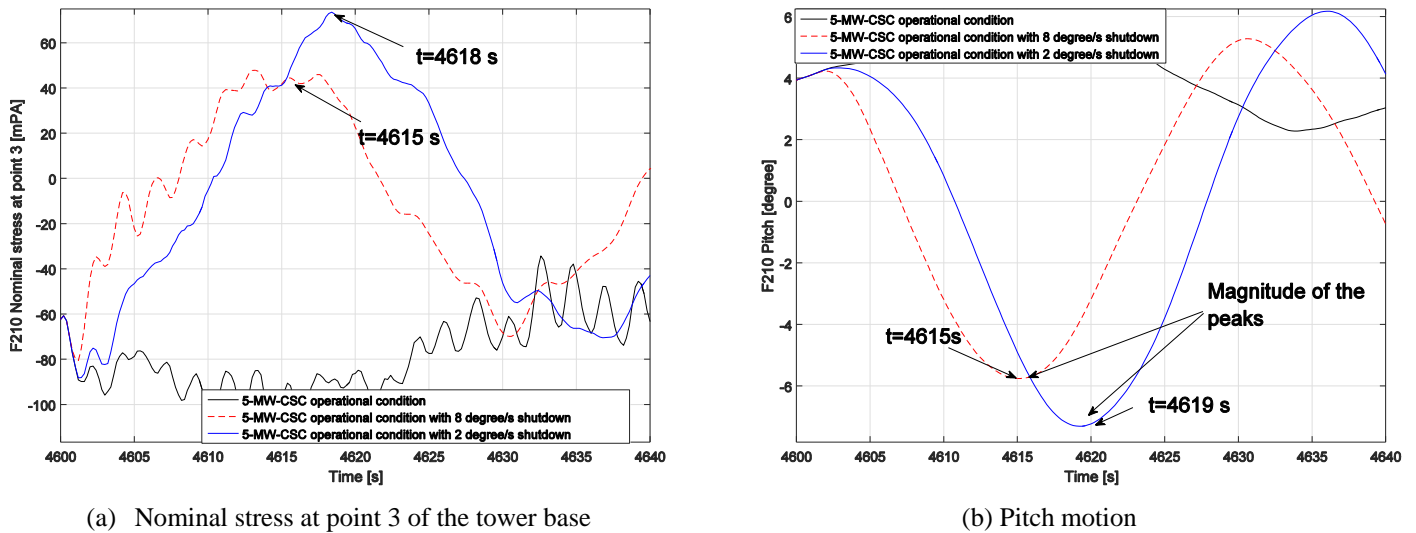 F210 Nominal stress at point 3 [mPA]
60
40
20
0
-20
-40
-60
-80
-100
t=4618 s
t=4615 s
5-MW-CSC operational condition
5-MW-CSC operational condition with 8 degree/s shutdown
5-MW-CSC operational condition with 2 degree/s shutdown
4600 4605 4610 4615 4620 4625 4630 4635 4640
Time [s]
(a) Nominal stress at point 3 of the tower base
F210 Pitch [degree]
6
4
2
0
-2
-4
-6
5-MW-CSC operational condition
5-MW-CSC operational condition with 8 degree/s shutdown
5-MW-CSC operational condition with 2 degree/s shutdown
Magnitude of the
peaks
t=4615s
t=4619 s
4600 4605 4610 4615 4620 4625 4630 4635 4640
Time [s]
(b) Pitch motion